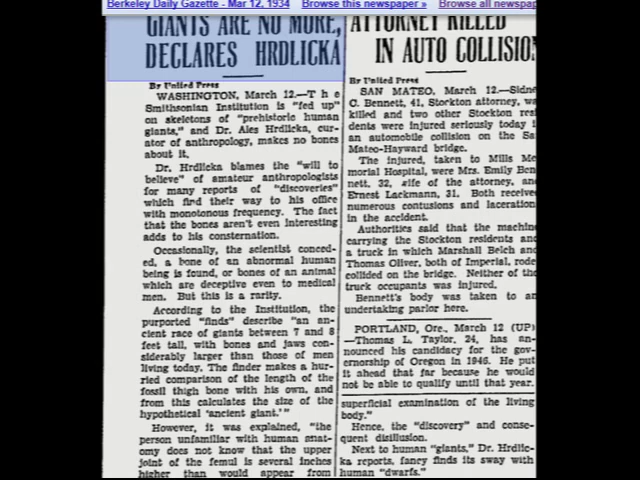 Berkeley Daily Gazette - Mar 12, 1934
Browse this newspaper »
Browse all newspap
GIANTS ARE NO MORE,
DECLARES HRDLICKA
By United Press
WASHINGTON, March 12.—The
Smithsonian Institution is "fed up"
on skeletons of "prehistoric human
giants," and Dr. Ales Hrdlicka, cur-
ator of anthropology, makes no bones
about it.
Dr. Hrdlicka blames the "will to
believe" of amateur anthropologists
for many reports of "discoveries"
which find their way to his office
with monotonous frequency. The fact
that the bones aren't even interesting
adds to his consternation.
Occasionally, the scientist conced-
ed, a bone of an abnormal human
being is found, or bones of an animal
which are deceptive even to medical
men. But this is a rarity.
According to the Institution, the
purported "finds" describe "an an-
cient race of giants between 7 and 8
feet tall, with bones and jaws con-
siderably larger than those of men
living today. The finder makes a hur-
ried comparison of the length of the
fossil thigh bone with his own, and
from this calculates the size of the
hypothetical 'ancient giant.'"
However, it was explained, "the
person unfamiliar with human anat-
omy does not know that the upper
joint of the femul is several inches
higher than would appear from
ATTORNEY KILLED
IN AUTO COLLISION
By United Press
SAN MATEO, March 12.—Sidne
C. Bennett, 41, Stockton attorney, wa
killed and two other Stockton resi
dents were injured seriously today i
an automobile collision on the Sa
Mateo-Hayward bridge.
The injured, taken to Mills Me
morial Hospital, were Mrs. Emily Ben
nett, 32, wife of the attorney, an
Ernest Lackmann, 31. Both receive
numerous contusions and laceration
in the accident.
Authorities said that the machin
carrying the Stockton residents and
a truck in which Marshall Belch and
Thomas Oliver, both of Imperial, rode
collided on the bridge. Neither of the
truck occupants was injured.
Bennett's body was taken to an
undertaking parlor here.
PORTLAND, Ore., March 12 (UP)
—Thomas L. Taylor, 24, has an-
nounced his candidacy for the gov-
ernorship of Oregon in 1946. He put
it ahead that far because he would
not be able to qualify until that year.
superficial examination of the living
body."
Hence, the "discovery" and conse-
quent disillusion.
Next to human "giants," Dr. Hrdlic-
ka reports, fancy finds its way with
human "dwarfs."